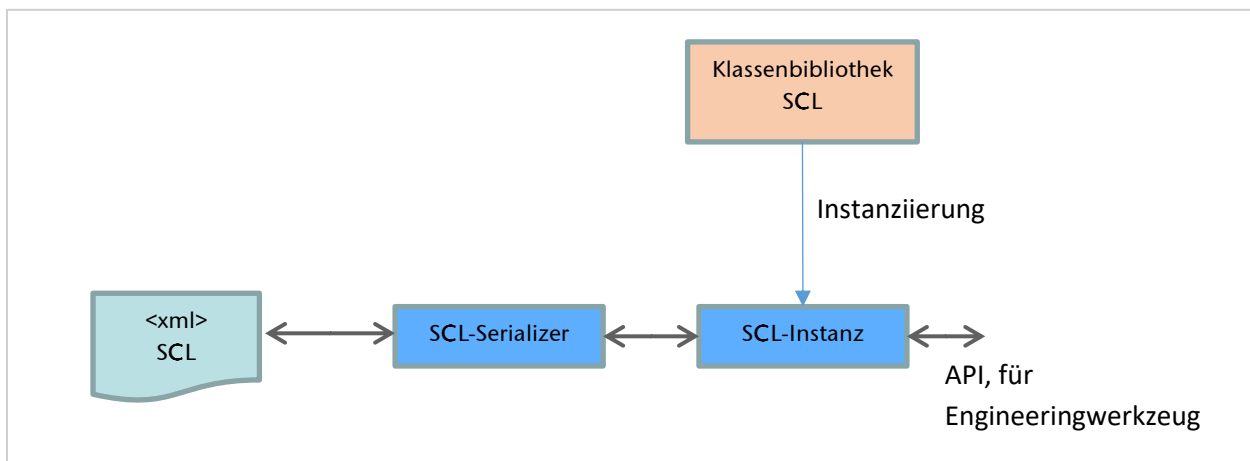 Klassenbibliothek
SCL
Instanziierung
<xml>
SCL
SCL-Serializer
SCL-Instanz
API, für
Engineeringwerkzeug